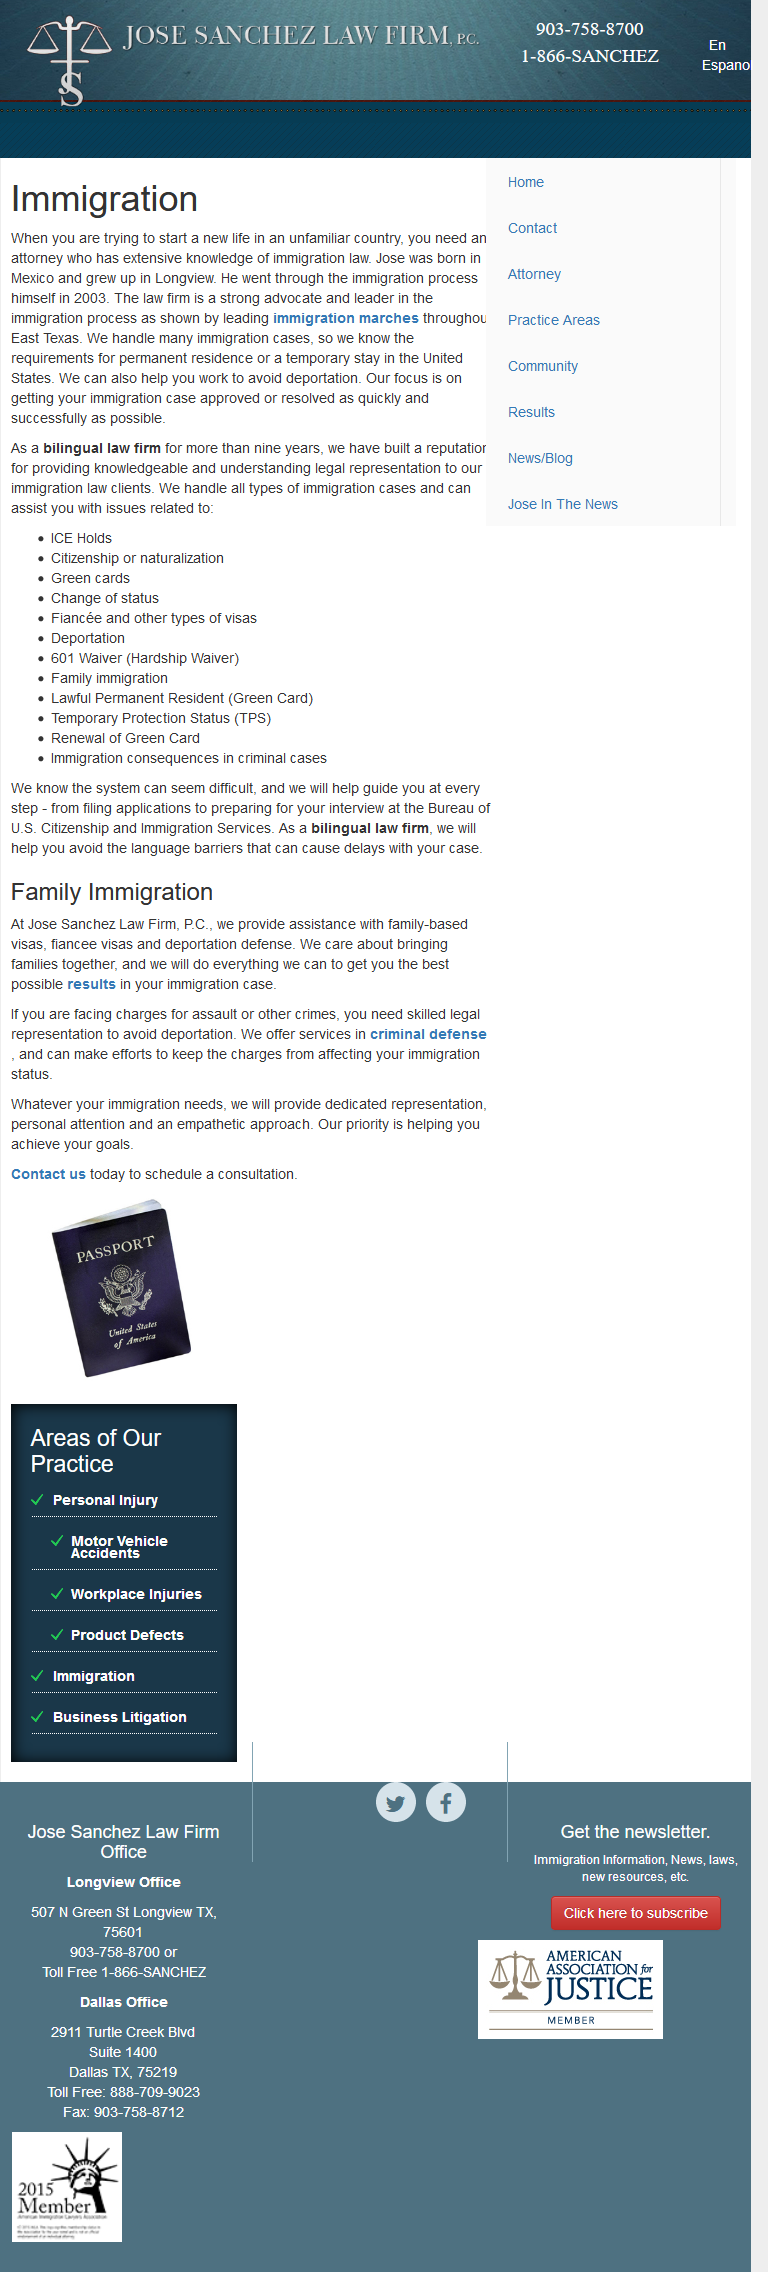 JOSE SANCHEZ LAW FIRM, P.C.
JS
903-758-8700
1-866-SANCHEZ
En
Espano
Home
Contact
Attorney
Practice Areas
Community
Results
News/Blog
Jose In The News
Immigration
When you are trying to start a new life in an unfamiliar country, you need an
attorney who has extensive knowledge of immigration law. Jose was born in
Mexico and grew up in Longview. He went through the immigration process
himself in 2003. The law firm is a strong advocate and leader in the
immigration process as shown by leading immigration marches throughou
East Texas. We handle many immigration cases, so we know the
requirements for permanent residence or a temporary stay in the United
States. We can also help you work to avoid deportation. Our focus is on
getting your immigration case approved or resolved as quickly and
successfully as possible.
As a bilingual law firm for more than nine years, we have built a reputation
for providing knowledgeable and understanding legal representation to our
immigration law clients. We handle all types of immigration cases and can
assist you with issues related to:
ICE Holds
Citizenship or naturalization
Green cards
Change of status
Fiancée and other types of visas
Deportation
601 Waiver (Hardship Waiver)
Family immigration
Lawful Permanent Resident (Green Card)
Temporary Protection Status (TPS)
Renewal of Green Card
Immigration consequences in criminal cases
We know the system can seem difficult, and we will help guide you at every
step - from filing applications to preparing for your interview at the Bureau of
U.S. Citizenship and Immigration Services. As a bilingual law firm, we will
help you avoid the language barriers that can cause delays with your case.
Family Immigration
At Jose Sanchez Law Firm, P.C., we provide assistance with family-based
visas, fiancee visas and deportation defense. We care about bringing
families together, and we will do everything we can to get you the best
possible results in your immigration case.
If you are facing charges for assault or other crimes, you need skilled legal
representation to avoid deportation. We offer services in criminal defense
, and can make efforts to keep the charges from affecting your immigration
status.
Whatever your immigration needs, we will provide dedicated representation,
personal attention and an empathetic approach. Our priority is helping you
achieve your goals.
Contact us today to schedule a consultation.
PASSPORT
United States
of America
Areas of Our
Practice
Personal Injury
Motor Vehicle
Accidents
Workplace Injuries
Product Defects
Immigration
Business Litigation
Jose Sanchez Law Firm
Office
Longview Office
507 N Green St Longview TX,
75601
903-758-8700 or
Toll Free 1-866-SANCHEZ
Dallas Office
2911 Turtle Creek Blvd
Suite 1400
Dallas TX, 75219
Toll Free: 888-709-9023
Fax: 903-758-8712
2015
Member
American Immigration Lawyers Association
Get the newsletter.
Immigration Information, News, laws,
new resources, etc.
Click here to subscribe
AMERICAN
ASSOCIATION for
JUSTICE
MEMBER